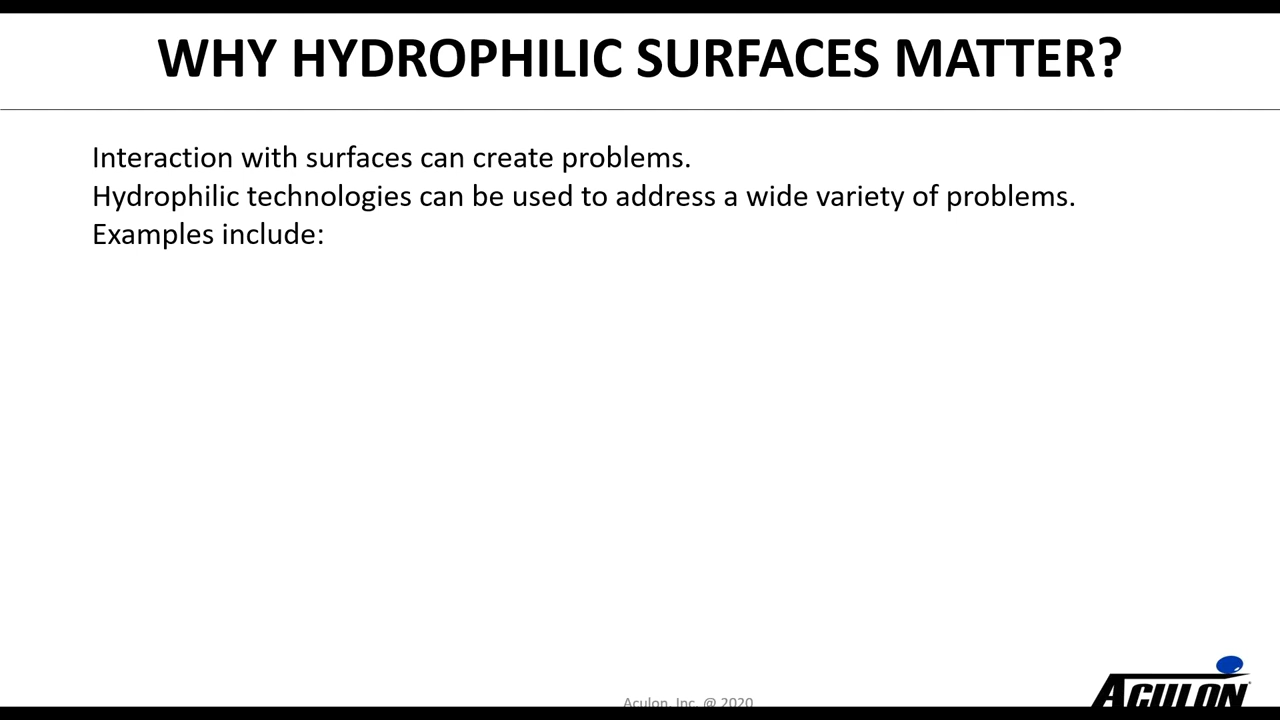 WHY HYDROPHILIC SURFACES MATTER?
Interaction with surfaces can create problems.
Hydrophilic technologies can be used to address a wide variety of problems.
Examples include:
Aculon, Inc. @ 2020
ACULON